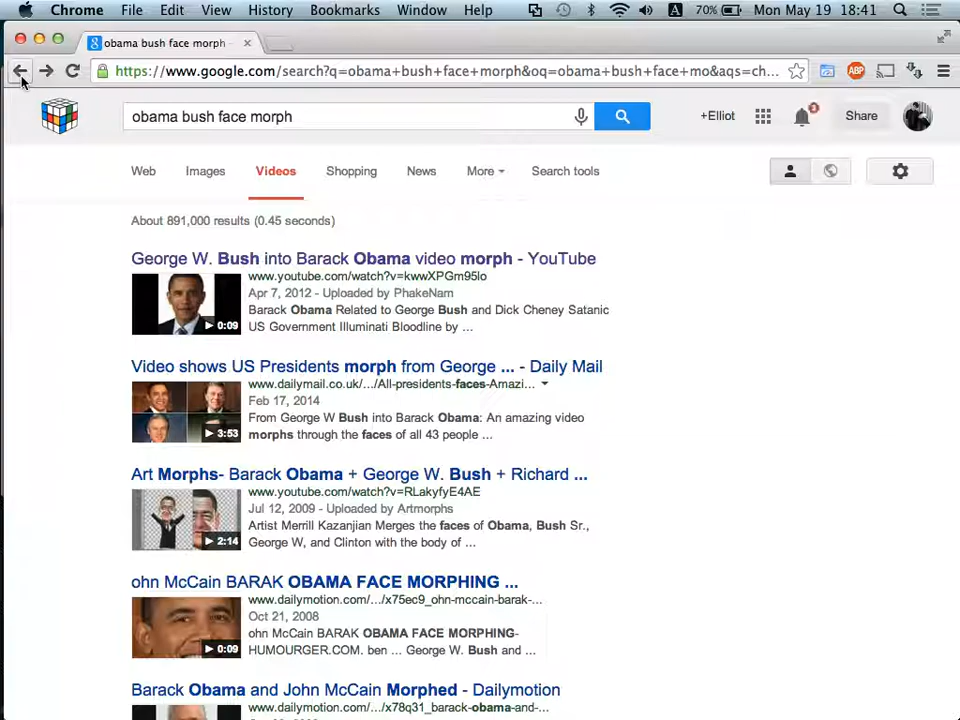 Chrome File Edit View History Bookmarks Window Help A 70% Mon May 19 18:41
obama bush face morph
https://www.google.com/search?q=obama+bush+face+morph&oq=obama+bush+face+mo&aqs=ch... ABP
obama bush face morph +Elliot Share
Web Images Videos Shopping News More Search tools
About 891,000 results (0.45 seconds)
George W. Bush into Barack Obama video morph - YouTube
www.youtube.com/watch?v=kwwXPGm95lo
Apr 7, 2012 - Uploaded by PhakeNam
Barack Obama Related to George Bush and Dick Cheney Satanic
0:09 US Government Illuminati Bloodline by ...
Video shows US Presidents morph from George ... - Daily Mail
www.dailymail.co.uk/.../All-presidents-faces-Amazi...
Feb 17, 2014
From George W Bush into Barack Obama: An amazing video
3:53 morphs through the faces of all 43 people ...
Art Morphs- Barack Obama + George W. Bush + Richard ...
www.youtube.com/watch?v=RLakyfyE4AE
Jul 12, 2009 - Uploaded by Artmorphs
Artist Merrill Kazanjian Merges the faces of Obama, Bush Sr.,
2:14 George W, and Clinton with the body of ...
ohn McCain BARAK OBAMA FACE MORPHING ...
www.dailymotion.com/.../x75ec9_ohn-mccain-barak-...
Oct 21, 2008
ohn McCain BARAK OBAMA FACE MORPHING-
0:09 HUMOURGER.COM. ben ... George W. Bush and ...
Barack Obama and John McCain Morphed - Dailymotion
www.dailymotion.com/.../x78q31_barack-obama-and-...